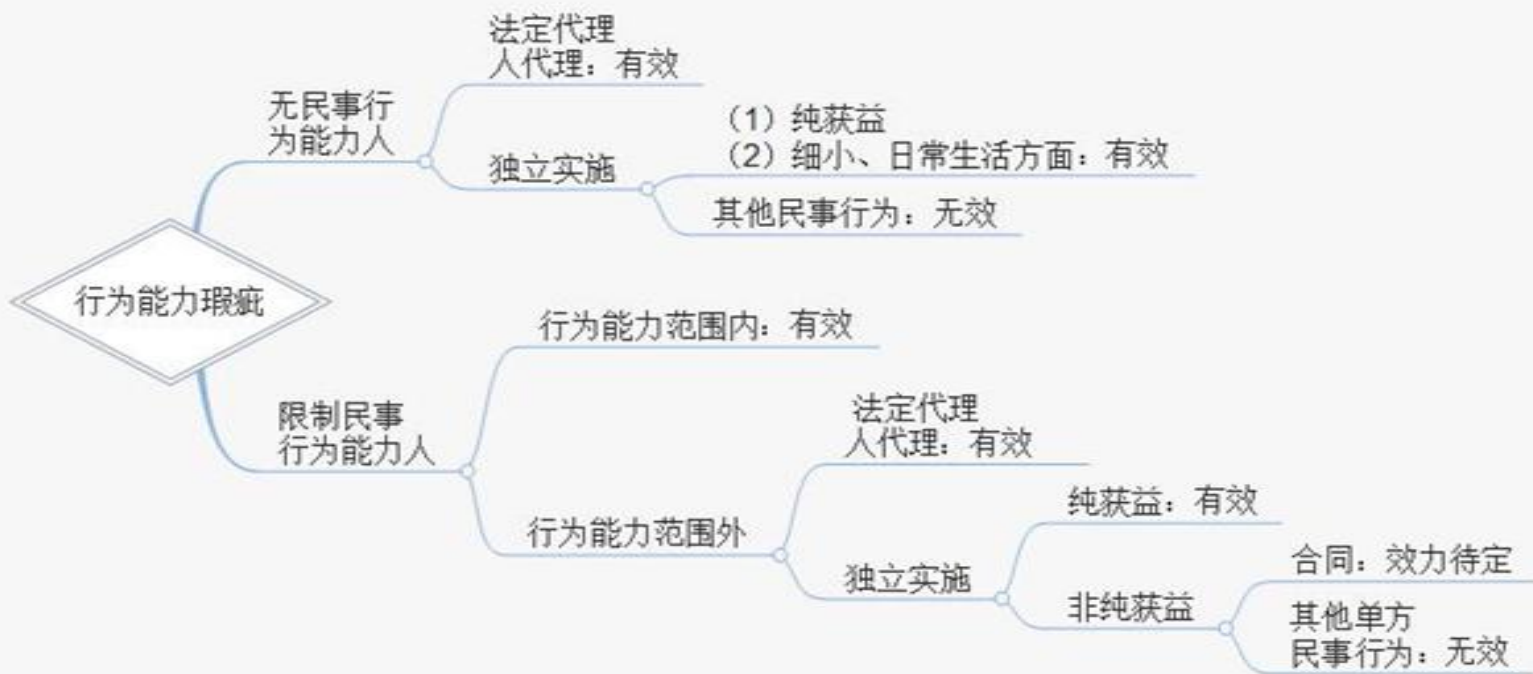 行为能力瑕疵
无民事行
为能力人
法定代理
人代理：有效
独立实施
（1）纯获益
（2）细小、日常生活方面：有效
其他民事行为：无效
限制民事
行为能力人
行为能力范围内：有效
行为能力范围外
法定代理
人代理：有效
独立实施
纯获益：有效
非纯获益
合同：效力待定
其他单方
民事行为：无效